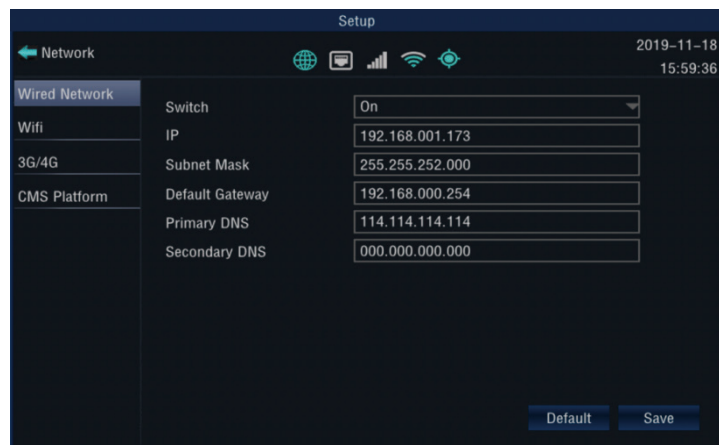 Setup
Network
2019-11-18
15:59:36
Wired Network
Wifi
3G/4G
CMS Platform
Switch On
IP 192.168.001.173
Subnet Mask 255.255.252.000
Default Gateway 192.168.000.254
Primary DNS 114.114.114.114
Secondary DNS 000.000.000.000
Default Save